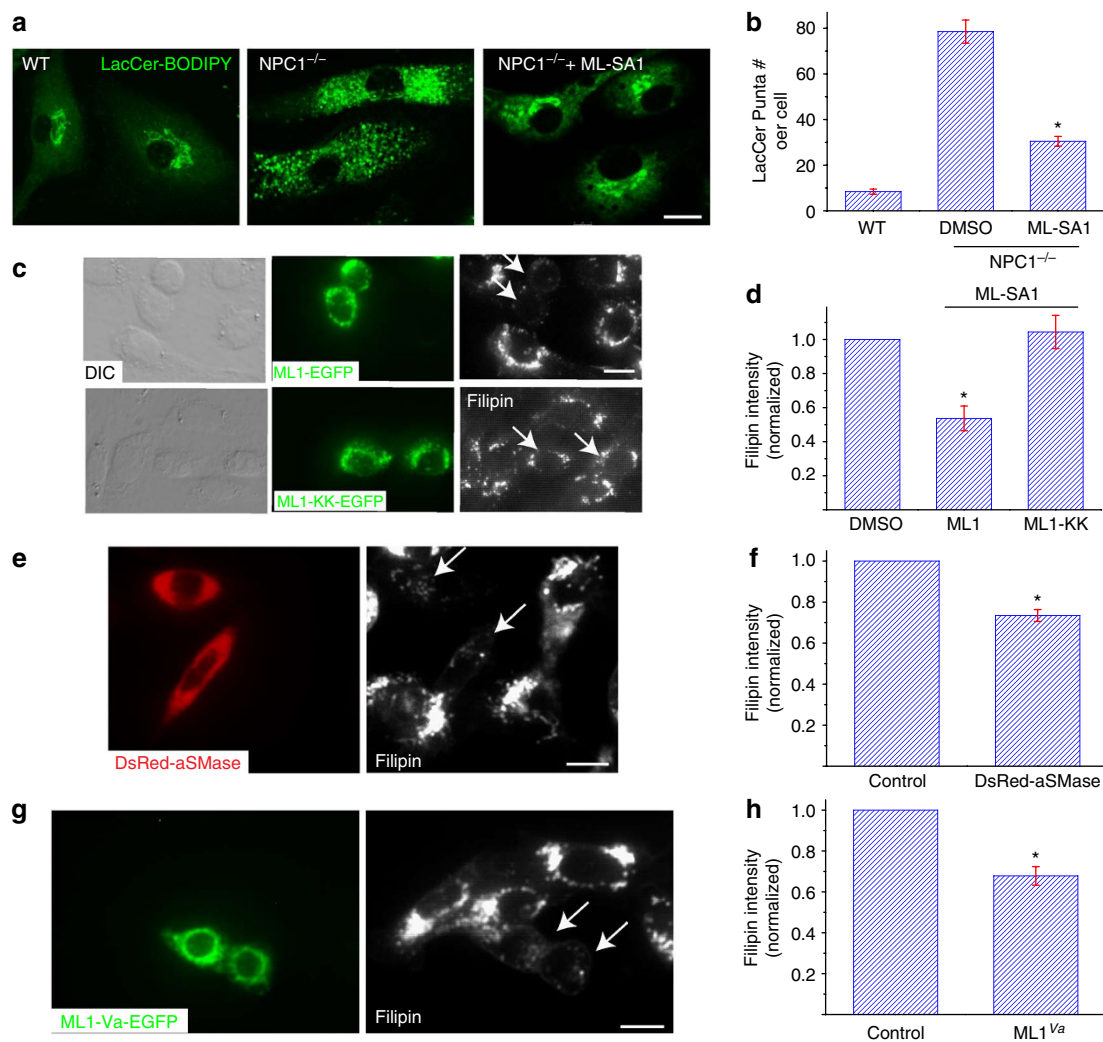 a
WT
LacCer-BODIPY
NPC1−/−
NPC1−/− + ML-SA1
b
LacCer Punta #
oer cell
80
60
40
20
0
*
WT
DMSO
ML-SA1
NPC1−/−
c
DIC
ML1-EGFP
ML1-KK-EGFP
Filipin
d
ML-SA1
Filipin intensity
(normalized)
1.0
0.8
0.6
0.4
0.2
*
DMSO
ML1
ML1-KK
e
DsRed-aSMase
Filipin
f
Filipin intensity
(normalized)
1.0
0.8
0.6
0.4
0.2
*
Control
DsRed-aSMase
g
ML1-Va-EGFP
Filipin
h
Filipin intensity
(normalized)
1.0
0.8
0.6
0.4
0.2
*
Control
ML1Va